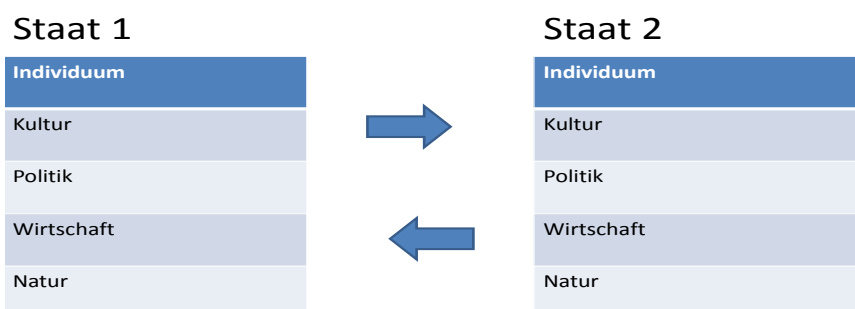 Staat 1
Individuum
Kultur
Politik
Wirtschaft
Natur
Staat 2
Individuum
Kultur
Politik
Wirtschaft
Natur